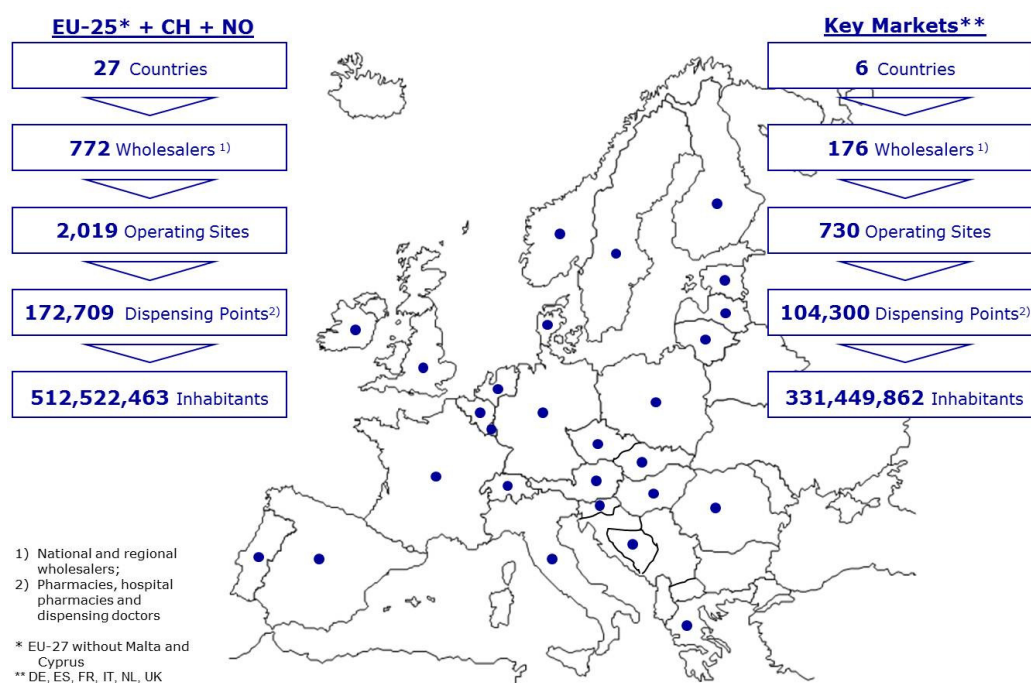 EU-25* + CH + NO
27 Countries
772 Wholesalers 1)
2,019 Operating Sites
172,709 Dispensing Points2)
512,522,463 Inhabitants
Key Markets**
6 Countries
176 Wholesalers 1)
730 Operating Sites
104,300 Dispensing Points2)
331,449,862 Inhabitants
1) National and regional
wholesalers;
2) Pharmacies, hospital
pharmacies and
dispensing doctors
* EU-27 without Malta and
Cyprus
** DE, ES, FR, IT, NL, UK